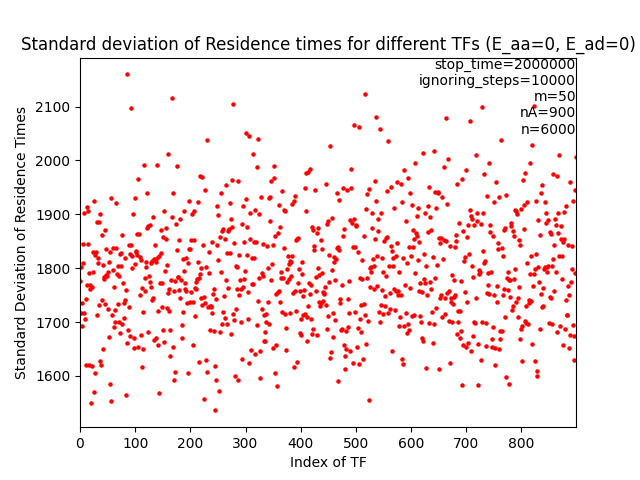 Standard deviation of Residence times for different TFs (E_aa=0, E_ad=0)
stop_time=2000000
ignoring_steps=10000
m=50
nA=900
n=6000
Standard Deviation of Residence Times
2100
2000
1900
1800
1700
1600
0 100 200 300 400 500 600 700 800
Index of TF